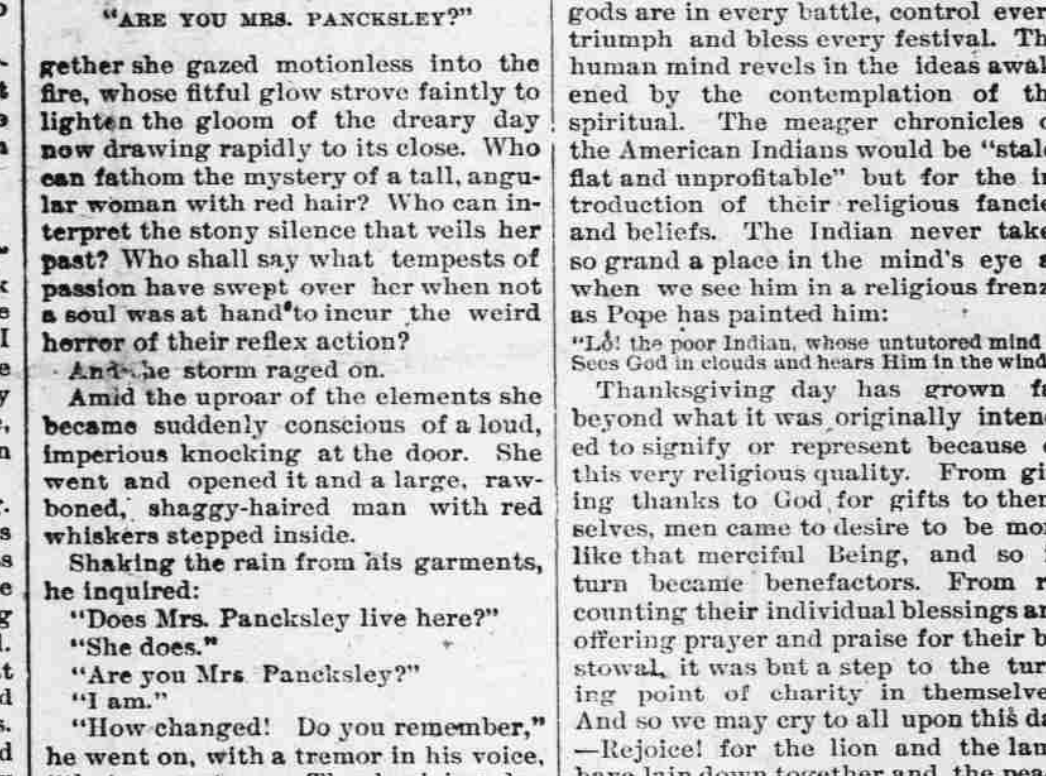 "ARE YOU MRS. PANCKSLEY?"
gether she gazed motionless into the
fire, whose fitful glow strove faintly to
lighten the gloom of the dreary day
now drawing rapidly to its close. Who
can fathom the mystery of a tall, angu-
lar woman with red hair? Who can in-
terpret the stony silence that veils her
past? Who shall say what tempests of
passion have swept over her when not
a soul was at hand to incur the weird
horror of their reflex action?
And the storm raged on.
Amid the uproar of the elements she
became suddenly conscious of a loud,
imperious knocking at the door. She
went and opened it and a large, raw-
boned, shaggy-haired man with red
whiskers stepped inside.
Shaking the rain from his garments,
he inquired:
"Does Mrs. Pancksley live here?"
"She does."
"Are you Mrs. Pancksley?"
"I am."
"How changed! Do you remember,"
he went on, with a tremor in his voice,
gods are in every battle, control ever
triumph and bless every festival. Th
human mind revels in the ideas awak
ened by the contemplation of th
spiritual. The meager chronicles o
the American Indians would be "stale
flat and unprofitable" but for the in
troduction of their religious fancie
and beliefs. The Indian never take
so grand a place in the mind's eye a
when we see him in a religious frenz
as Pope has painted him:
"Lo! the poor Indian, whose untutored mind
Sees God in clouds and hears Him in the wind
Thanksgiving day has grown fa
beyond what it was originally inten
ed to signify or represent because o
this very religious quality. From gi
ing thanks to God for gifts to them
selves, men came to desire to be mor
like that merciful Being, and so i
turn became benefactors. From r
counting their individual blessings an
offering prayer and praise for their b
stowal, it was but a step to the tur
ing point of charity in themselve
And so we may cry to all upon this da
—Rejoice! for the lion and the lam
have lain down together and the